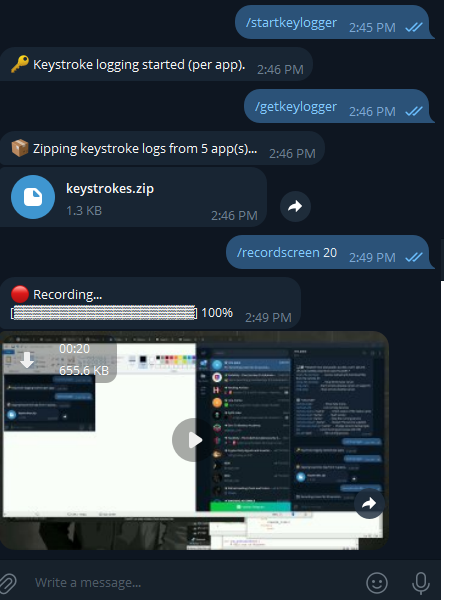 /startkeylogger 2:45 PM
🔑 Keystroke logging started (per app). 2:46 PM
/getkeylogger 2:46 PM
📦 Zipping keystroke logs from 5 app(s)... 2:46 PM
keystrokes.zip
1.3 KB 2:46 PM
/recordscreen 20 2:49 PM
🔴 Recording...
[▒▒▒▒▒▒▒▒▒▒▒▒▒▒▒▒▒▒▒▒] 100% 2:49 PM
00:20
655.6 KB
Write a message...